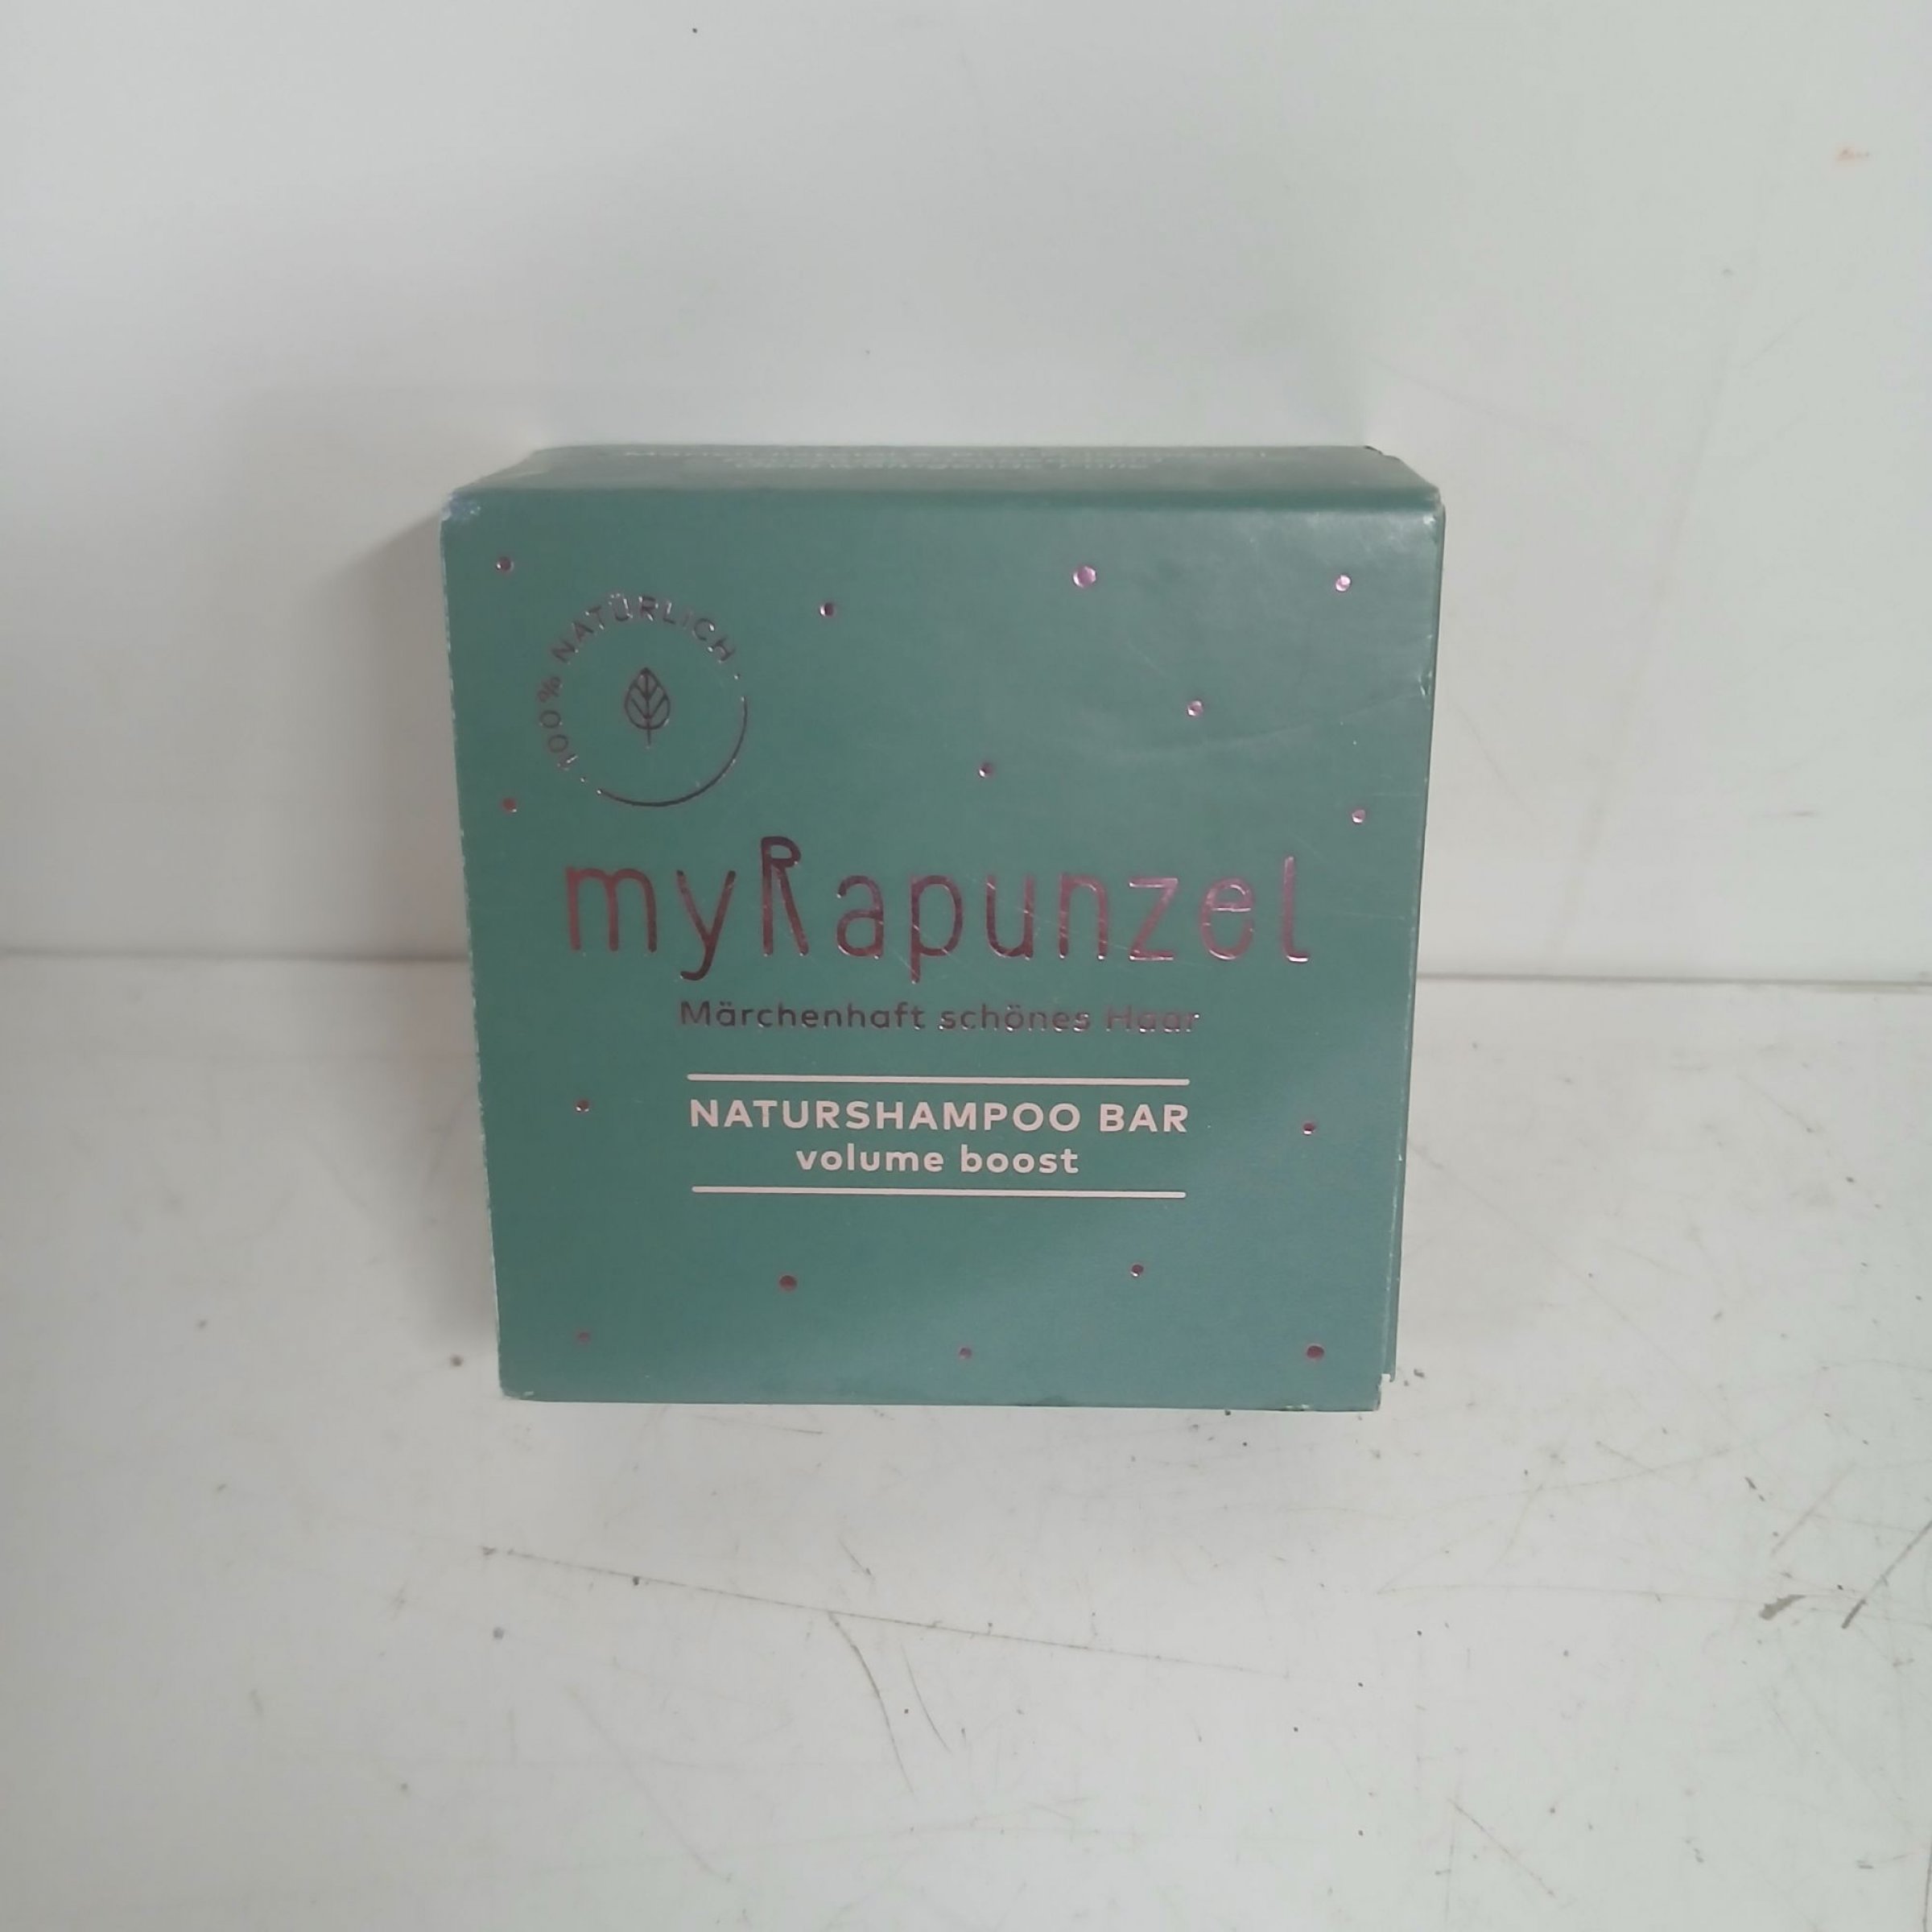 100% NATÜRLICH
myRapunzel
Märchenhaft schönes Haar
NATURSHAMPOO BAR
volume boost